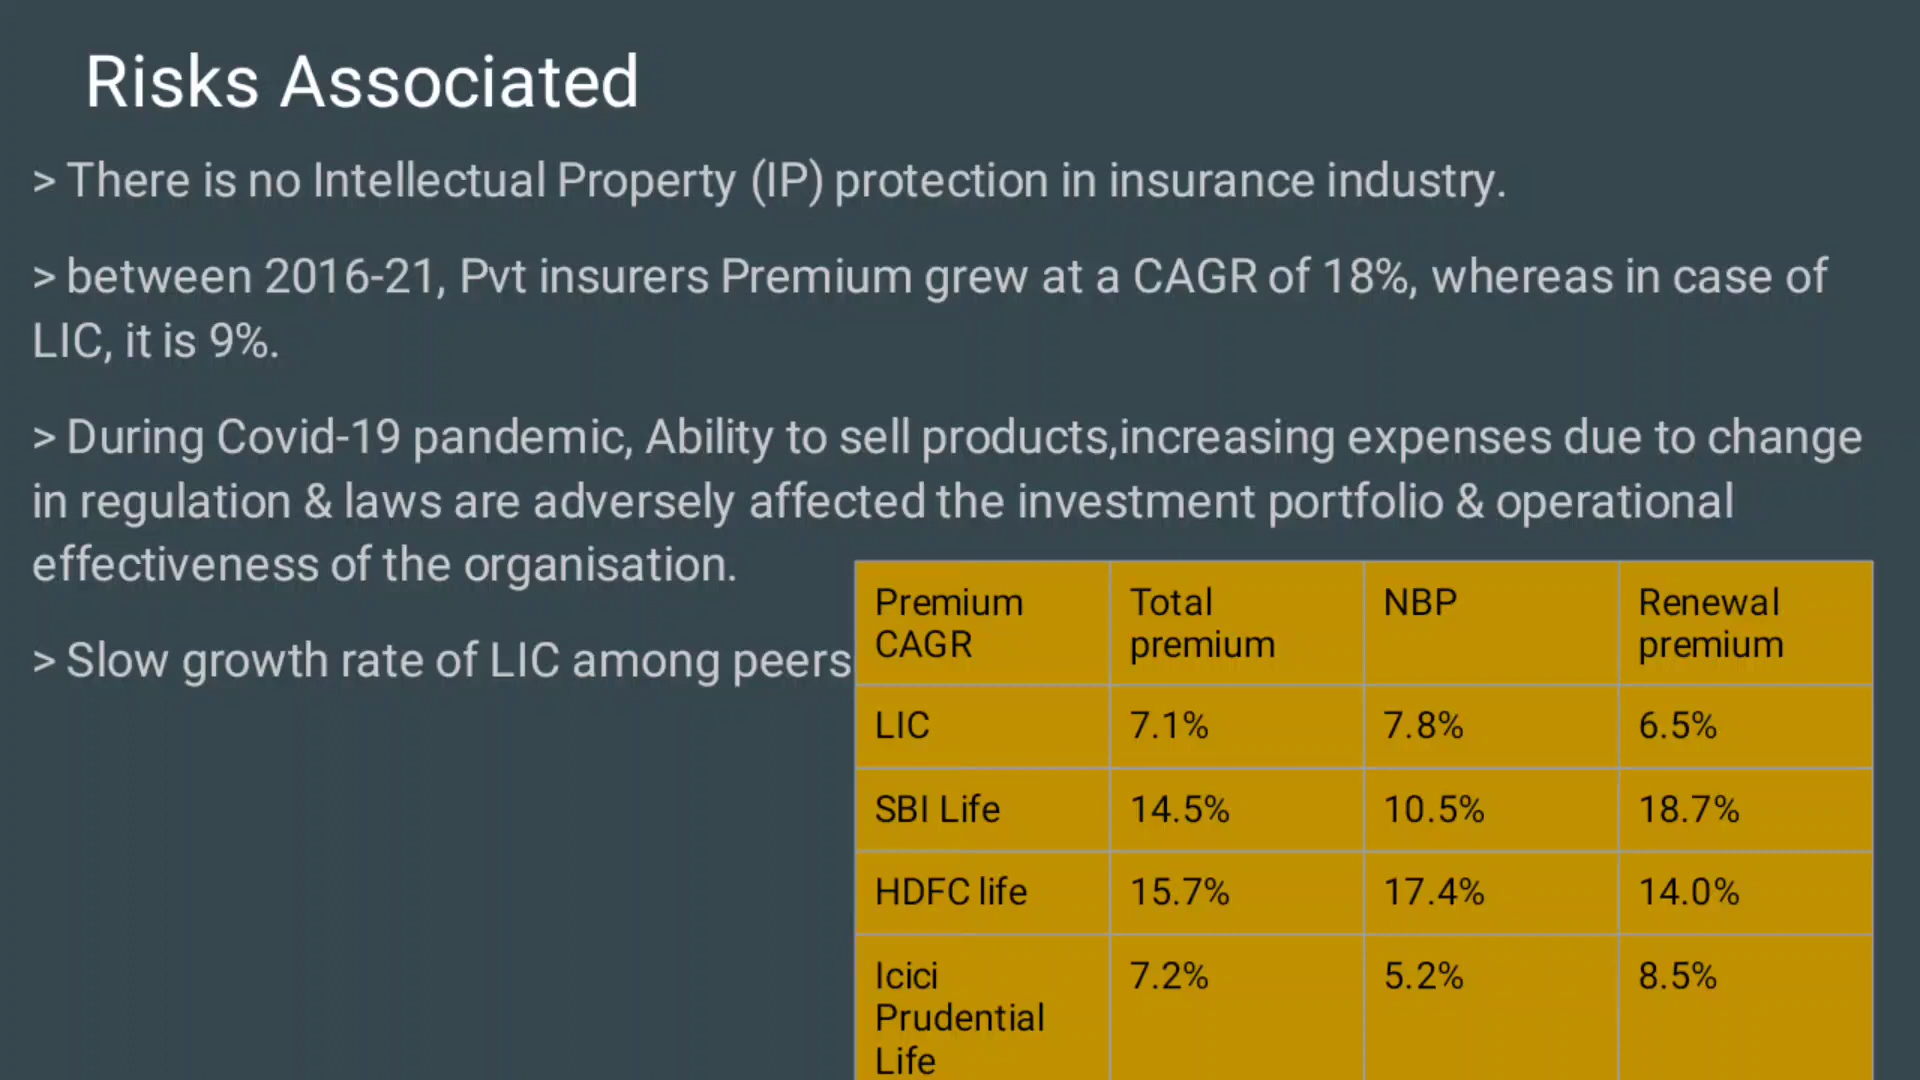 Risks Associated
> There is no Intellectual Property (IP) protection in insurance industry.
> between 2016-21, Pvt insurers Premium grew at a CAGR of 18%, whereas in case of
LIC, it is 9%.
> During Covid-19 pandemic, Ability to sell products,increasing expenses due to change
in regulation & laws are adversely affected the investment portfolio & operational
effectiveness of the organisation.
> Slow growth rate of LIC among peers
Premium CAGR Total premium NBP Renewal premium
LIC 7.1% 7.8% 6.5%
SBI Life 14.5% 10.5% 18.7%
HDFC life 15.7% 17.4% 14.0%
Icici Prudential Life 7.2% 5.2% 8.5%